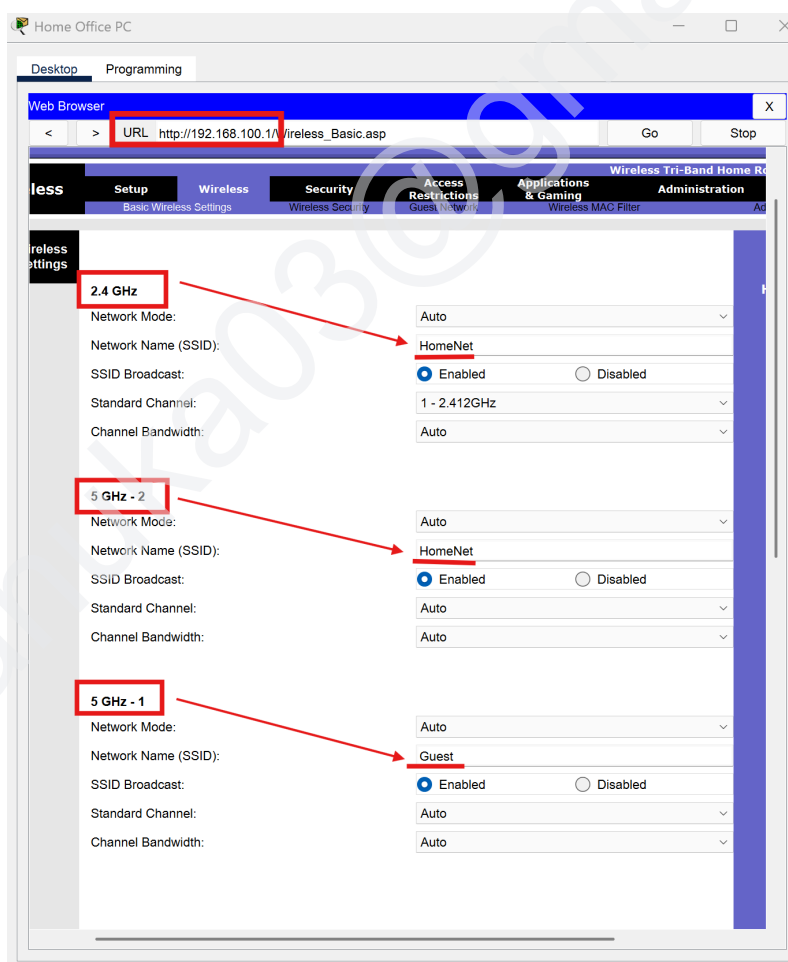 Home Office PC
Desktop Programming
Web Browser X
< > URL http://192.168.100.1/Wireless_Basic.asp Go Stop
Wireless Tri-Band Home Ro
less Setup Wireless Security Access Restrictions Applications & Gaming Administration
Basic Wireless Settings Wireless Security Guest Network Wireless MAC Filter Ad
ireless
ettings
2.4 GHz
Network Mode: Auto
Network Name (SSID): HomeNet
SSID Broadcast: Enabled Disabled
Standard Channel: 1 - 2.412GHz
Channel Bandwidth: Auto
5 GHz - 2
Network Mode: Auto
Network Name (SSID): HomeNet
SSID Broadcast: Enabled Disabled
Standard Channel: Auto
Channel Bandwidth: Auto
5 GHz - 1
Network Mode: Auto
Network Name (SSID): Guest
SSID Broadcast: Enabled Disabled
Standard Channel: Auto
Channel Bandwidth: Auto